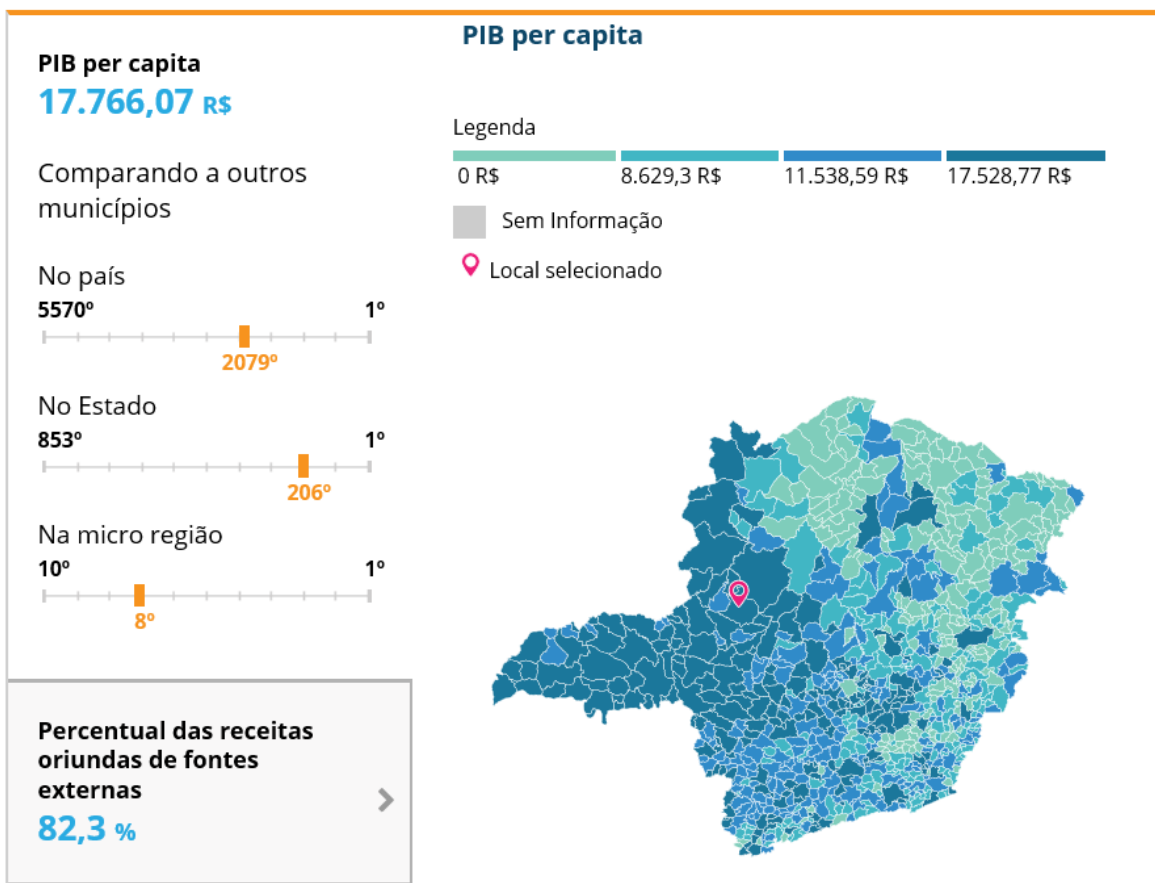 PIB per capita
17.766,07 R$
Comparando a outros
municípios
No país
5570º 1º
2079º
No Estado
853º 1º
206º
Na micro região
10º 1º
8º
Percentual das receitas
oriundas de fontes
externas
82,3 %
PIB per capita
Legenda
0 R$ 8.629,3 R$ 11.538,59 R$ 17.528,77 R$
Sem Informação
Local selecionado